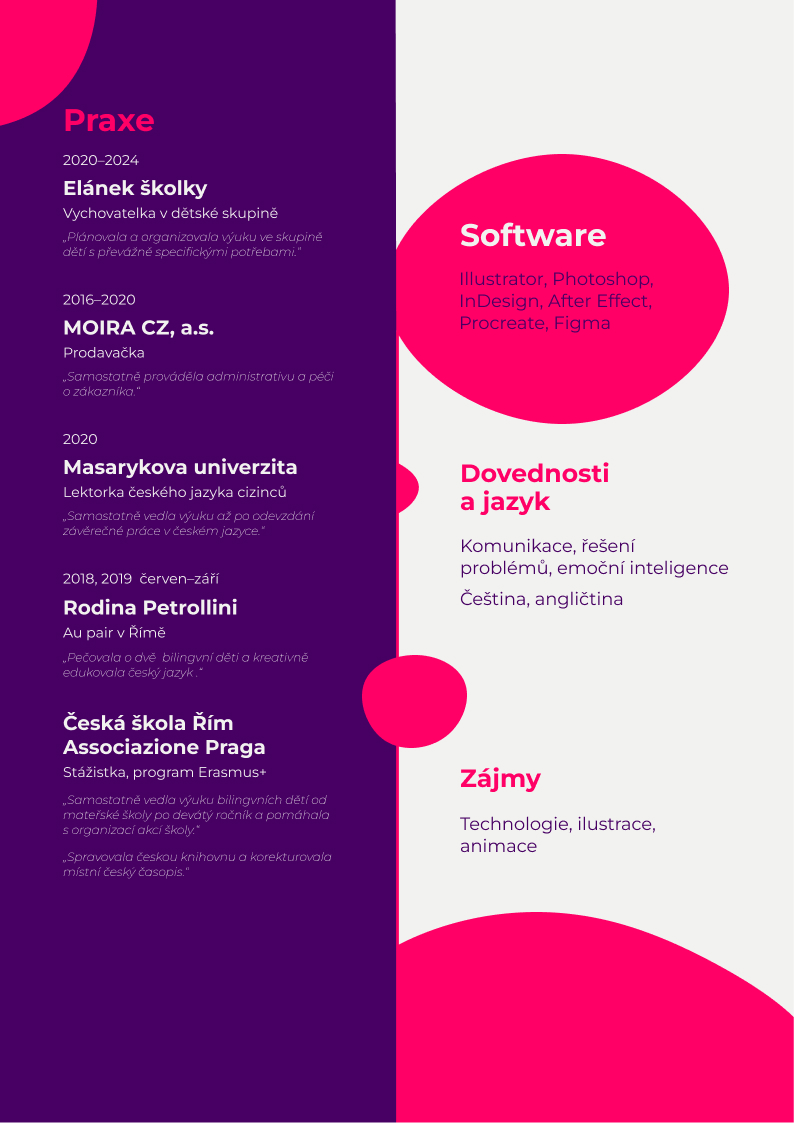 Praxe
2020–2024
Elánek školky
Vychovatelka v dětské skupině
„Plánovala a organizovala výuku ve skupině
dětí s převážně specifickými potřebami.“
2016–2020
MOIRA CZ, a.s.
Prodavačka
„Samostatně prováděla administrativu a péči
o zákazníka.“
2020
Masarykova univerzita
Lektorka českého jazyka cizinců
„Samostatně vedla výuku až po odevzdání
závěrečné práce v českém jazyce.“
2018, 2019 červen–září
Rodina Petrollini
Au pair v Římě
„Pečovala o dvě bilingvní děti a kreativně
edukovala český jazyk .“
Česká škola Řím
Associazione Praga
Stážistka, program Erasmus+
„Samostatně vedla výuku bilingvních dětí od
mateřské školy po devátý ročník a pomáhala
s organizací akcí školy.“
„Spravovala českou knihovnu a korekturovala
místní český časopis.“
Software
Illustrator, Photoshop,
InDesign, After Effect,
Procreate, Figma
Dovednosti
a jazyk
Komunikace, řešení
problémů, emoční inteligence
Čeština, angličtina
Zájmy
Technologie, ilustrace,
animace